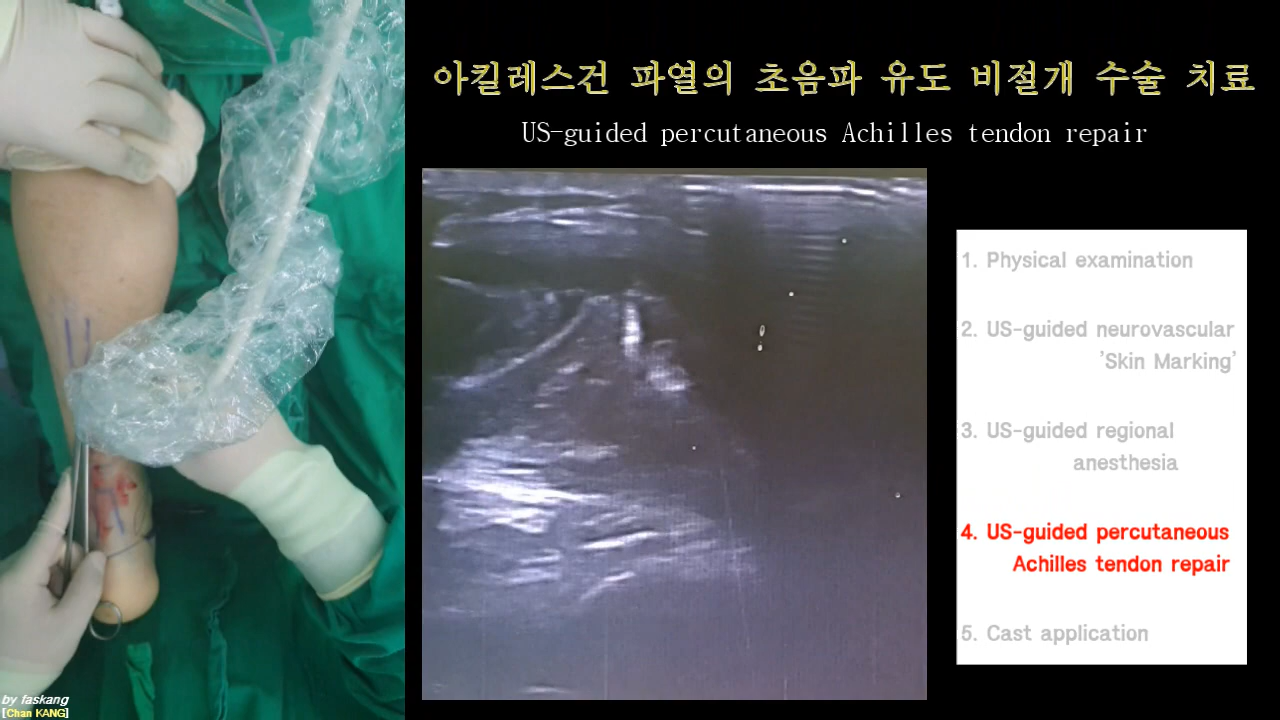 아킬레스건 파열의 초음파 유도 비절개 수술 치료
US-guided percutaneous Achilles tendon repair
1. Physical examination
2. US-guided neurovascular
'Skin Marking'
3. US-guided regional
anesthesia
4. US-guided percutaneous
Achilles tendon repair
5. Cast application
by faskang
[Chan KANG]